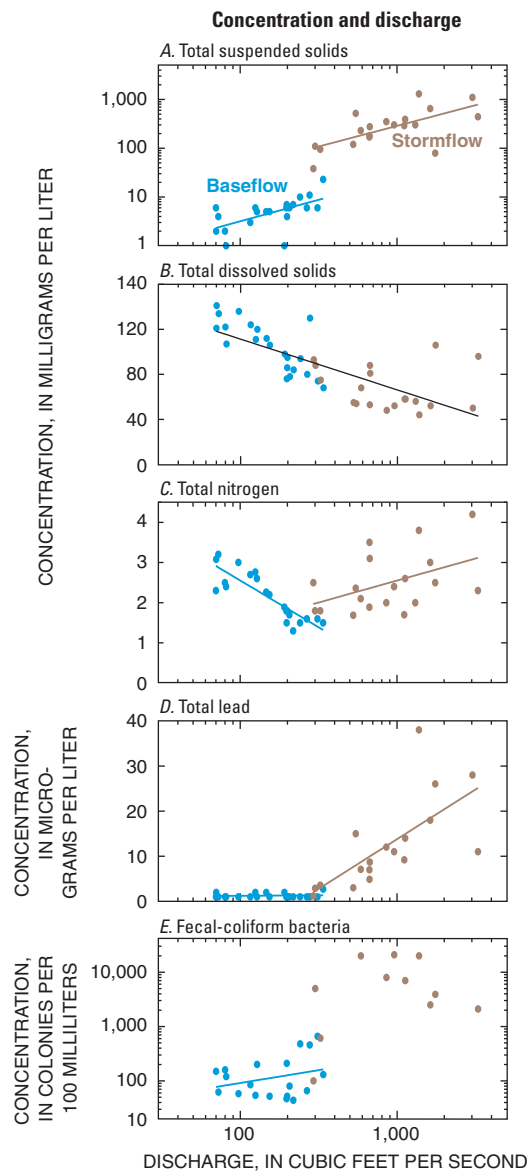 Concentration and discharge
A. Total suspended solids
1,000
100
10
1
Baseflow
Stormflow
B. Total dissolved solids
140
120
80
60
40
0
C. Total nitrogen
4
3
2
1
0
CONCENTRATION, IN MILLIGRAMS PER LITER
D. Total lead
40
30
20
10
0
CONCENTRATION,
IN MICRO-
GRAMS PER LITER
E. Fecal-coliform bacteria
10,000
1,000
100
10
CONCENTRATION,
IN COLONIES PER
100 MILLILITERS
100
1,000
DISCHARGE, IN CUBIC FEET PER SECOND